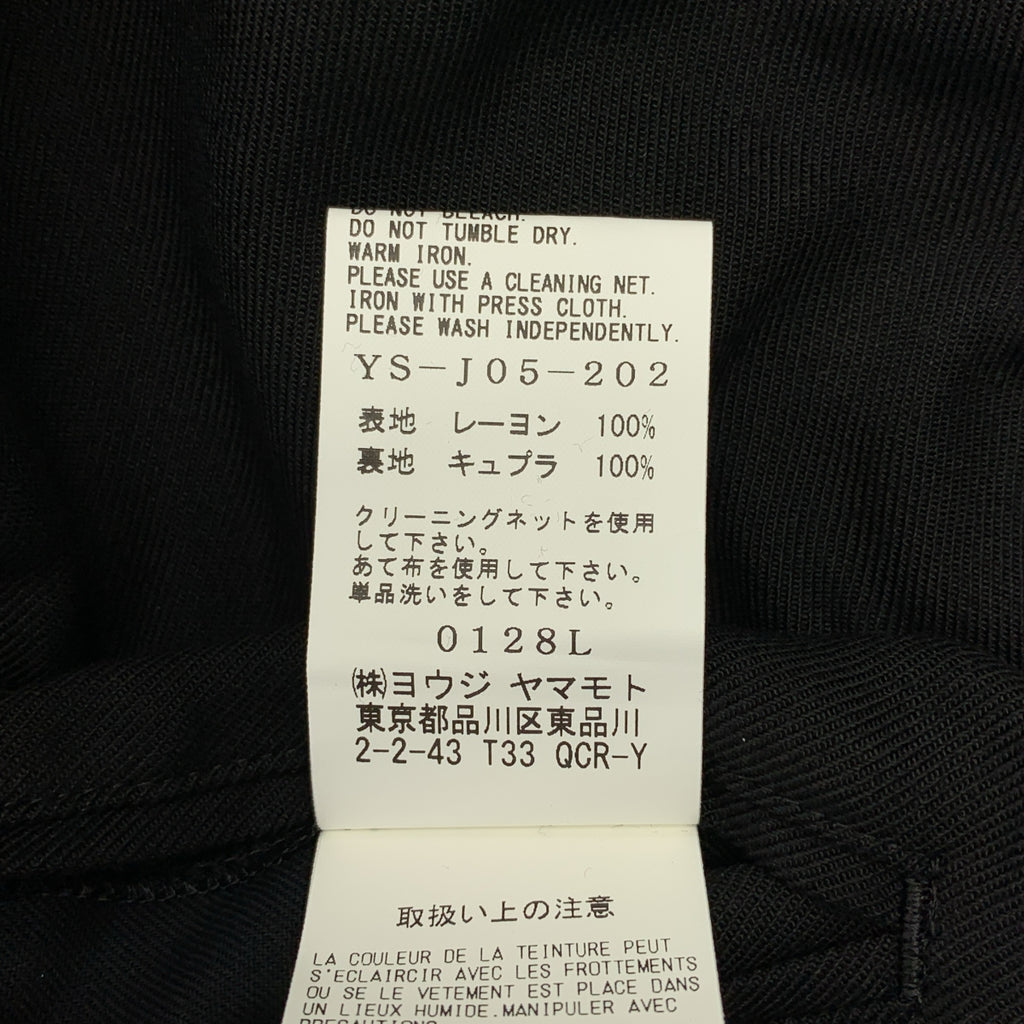 DO NOT BLEACH.
DO NOT TUMBLE DRY.
WARM IRON.
PLEASE USE A CLEANING NET.
IRON WITH PRESS CLOTH.
PLEASE WASH INDEPENDENTLY.
YS-J05-202
表地 レーヨン 100%
裏地 キュプラ 100%
クリーニングネットを使用
して下さい。
あて布を使用して下さい。
単品洗いをして下さい。
0128L
㈱ヨウジ ヤマモト
東京都品川区東品川
2-2-43 T33 QCR-Y
取扱い上の注意
LA COULEUR DE LA TEINTURE PEUT
S'ECLAIRCIR AVEC LES FROTTEMENTS
OU SE LE VETEMENT EST PLACE DANS
UN LIEUX HUMIDE.MANIPULER AVEC
PRECAUTIONS